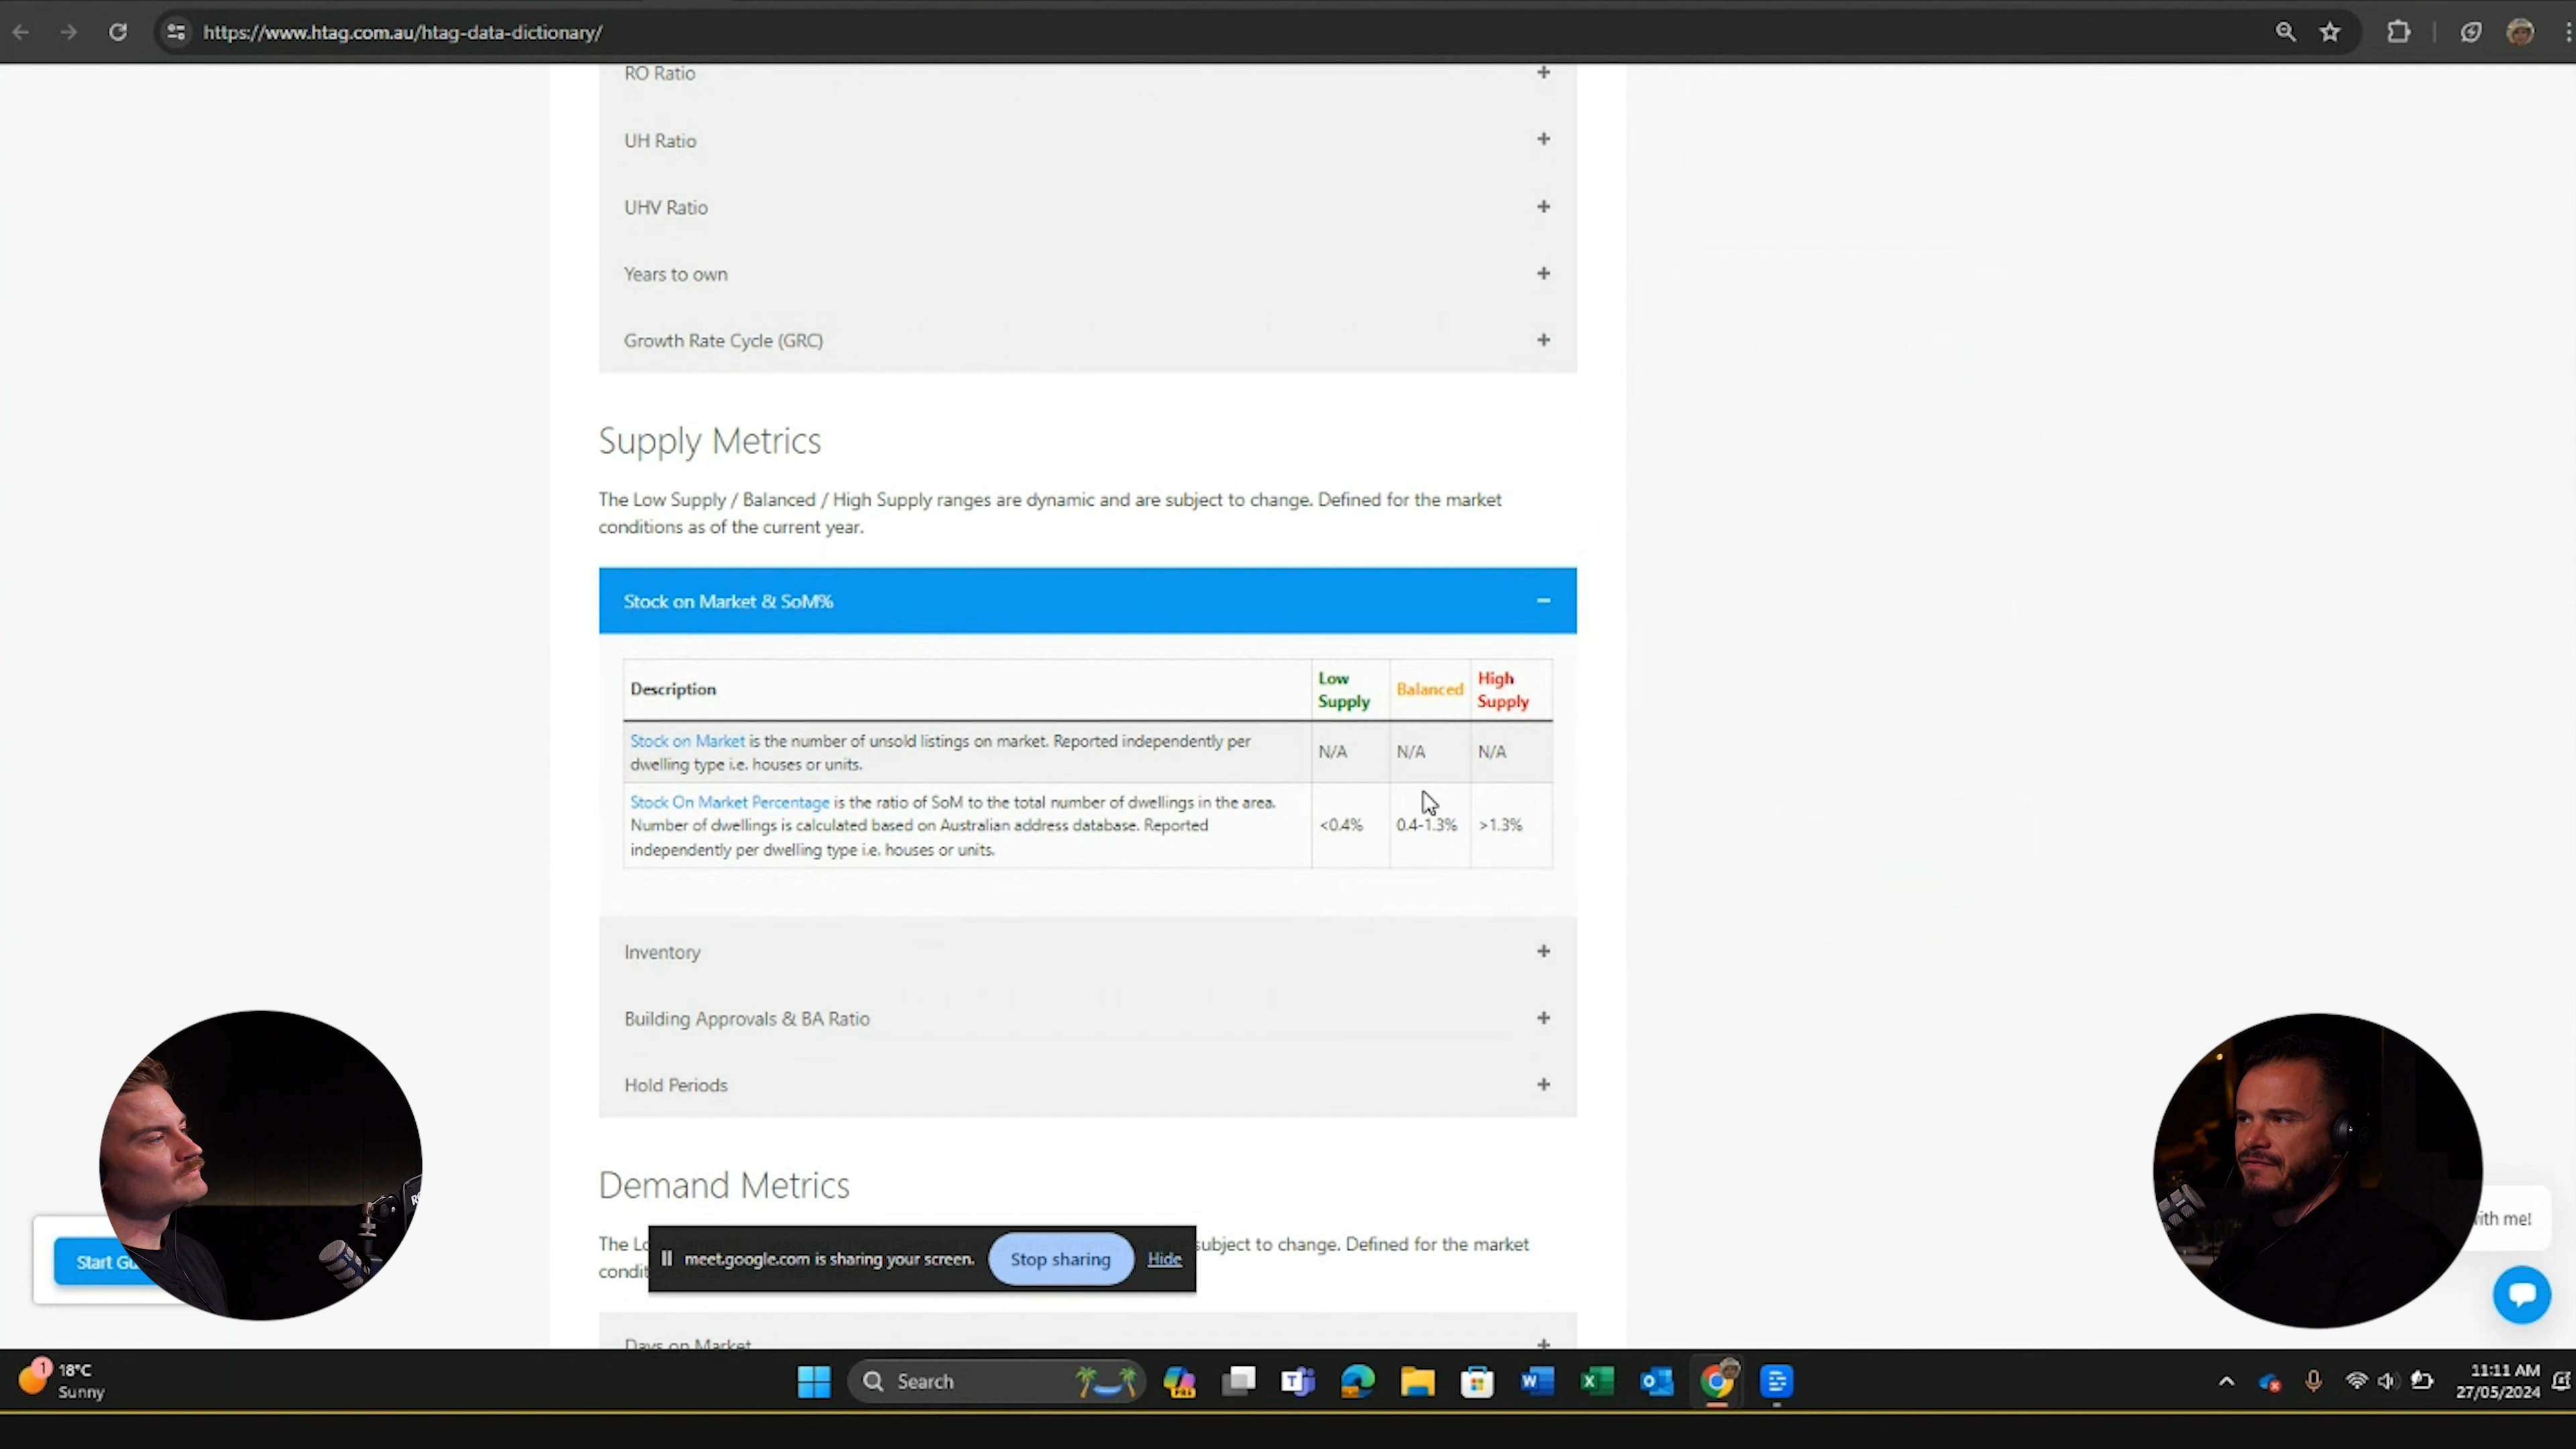 https://www.htag.com.au/htag-data-dictionary/
RO Ratio
UH Ratio
UHV Ratio
Years to own
Growth Rate Cycle (GRC)
Supply Metrics
The Low Supply / Balanced / High Supply ranges are dynamic and are subject to change. Defined for the market
conditions as of the current year.
Stock on Market & SoM%
Description
Low
Supply
Balanced
High
Supply
Stock on Market is the number of unsold listings on market. Reported independently per
dwelling type i.e. houses or units.
N/A
N/A
N/A
Stock On Market Percentage is the ratio of SoM to the total number of dwellings in the area.
Number of dwellings is calculated based on Australian address database. Reported
independently per dwelling type i.e. houses or units.
<0.4%
0.4-1.3%
>1.3%
Inventory
Building Approvals & BA Ratio
Hold Periods
Demand Metrics
The
subject to change. Defined for the market
meet.google.com is sharing your screen.
Stop sharing
Hide
Start
with me!
Days on Market
1
18°C
Sunny
Search
11:11 AM
27/05/2024